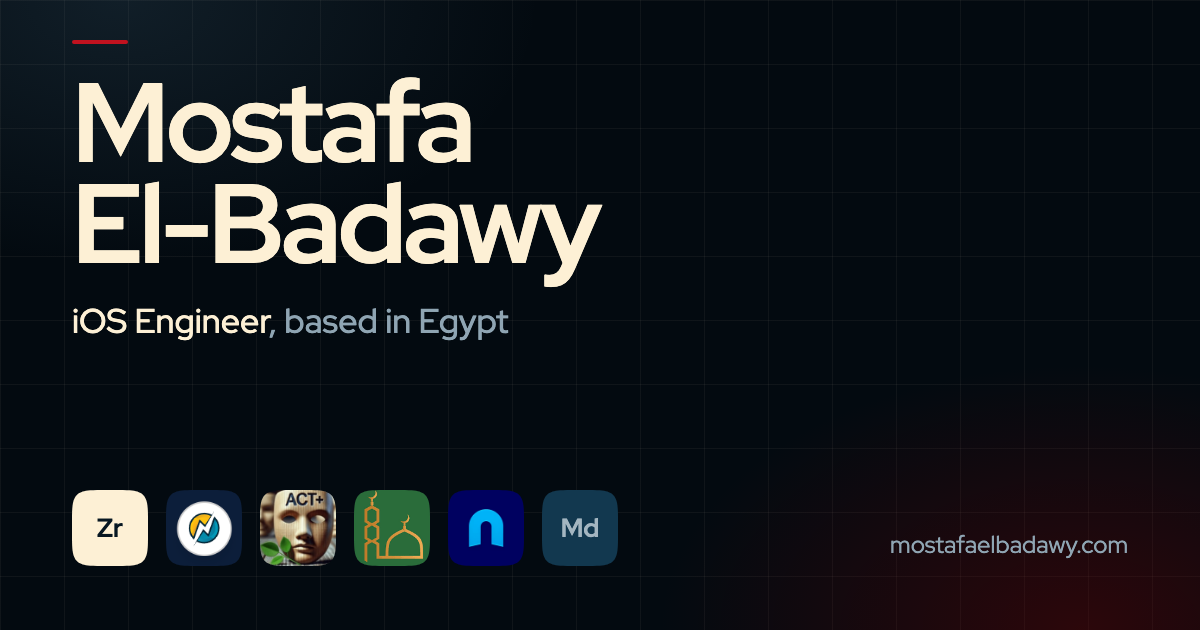 Mostafa
El-Badawy
iOS Engineer, based in Egypt
Zr
ACT+
Md
mostafaelbadawy.com